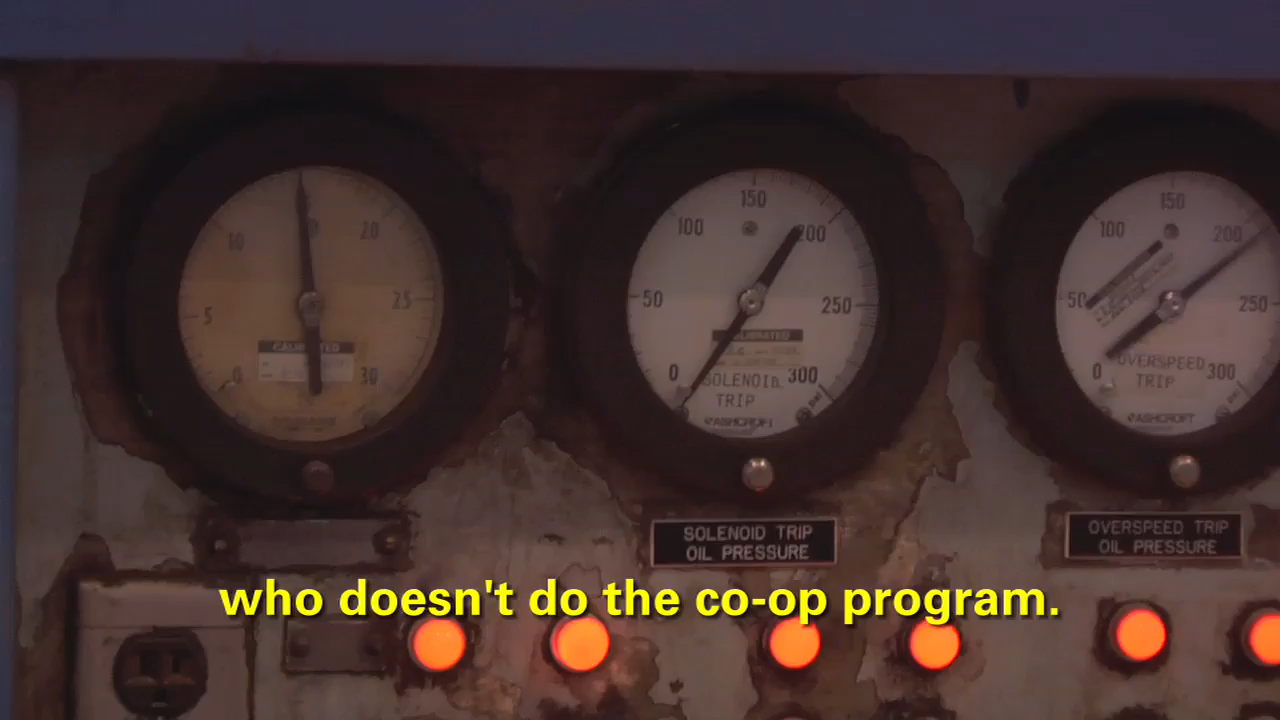 150
150
10
20
100
200
100
200
5
25
50
250
50
250
CALIBRATED
CALIBRATED
0
30
0
300
0
300
SOLENOID
TRIP
OVERSPEED
TRIP
psi
ASHCROFT
ASHCROFT
SOLENOID TRIP
OIL PRESSURE
OVERSPEED TRIP
OIL PRESSURE
who doesn't do the co-op program.